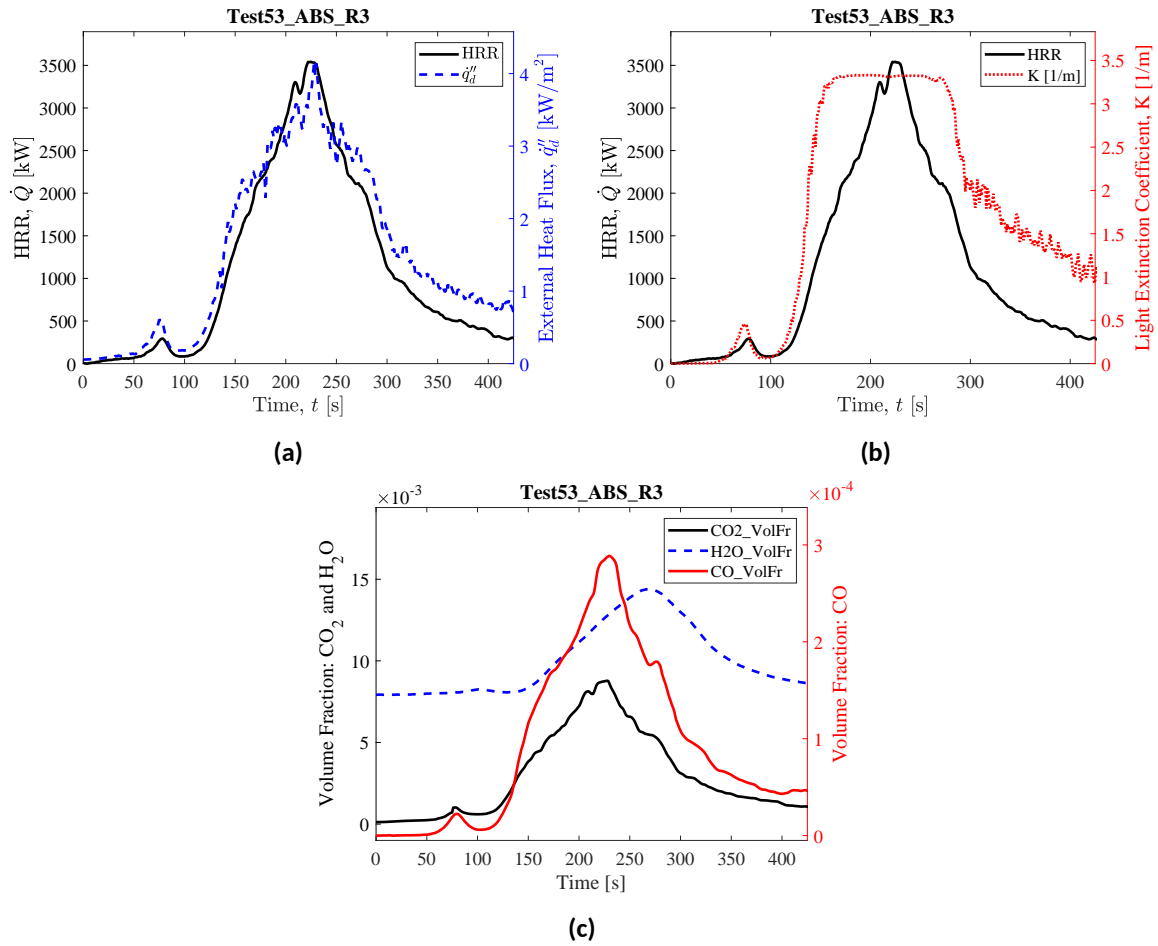 Test53_ABS_R3
HRR
q̇″d
HRR, Q̇ [kW]
0
500
1000
1500
2000
2500
3000
3500
External Heat Flux, q̇″d [kW/m²]
0
1
2
3
4
0 50 100 150 200 250 300 350 400
Time, t [s]
(a)
Test53_ABS_R3
HRR
K [1/m]
HRR, Q̇ [kW]
0
500
1000
1500
2000
2500
3000
3500
Light Extinction Coefficient, K [1/m]
0
0.5
1
1.5
2
2.5
3
3.5
0 100 200 300 400
Time, t [s]
(b)
×10⁻³
Test53_ABS_R3
×10⁻⁴
CO2_VolFr
H2O_VolFr
CO_VolFr
Volume Fraction: CO₂ and H₂O
0
5
10
15
Volume Fraction: CO
0
1
2
3
0 50 100 150 200 250 300 350 400
Time [s]
(c)